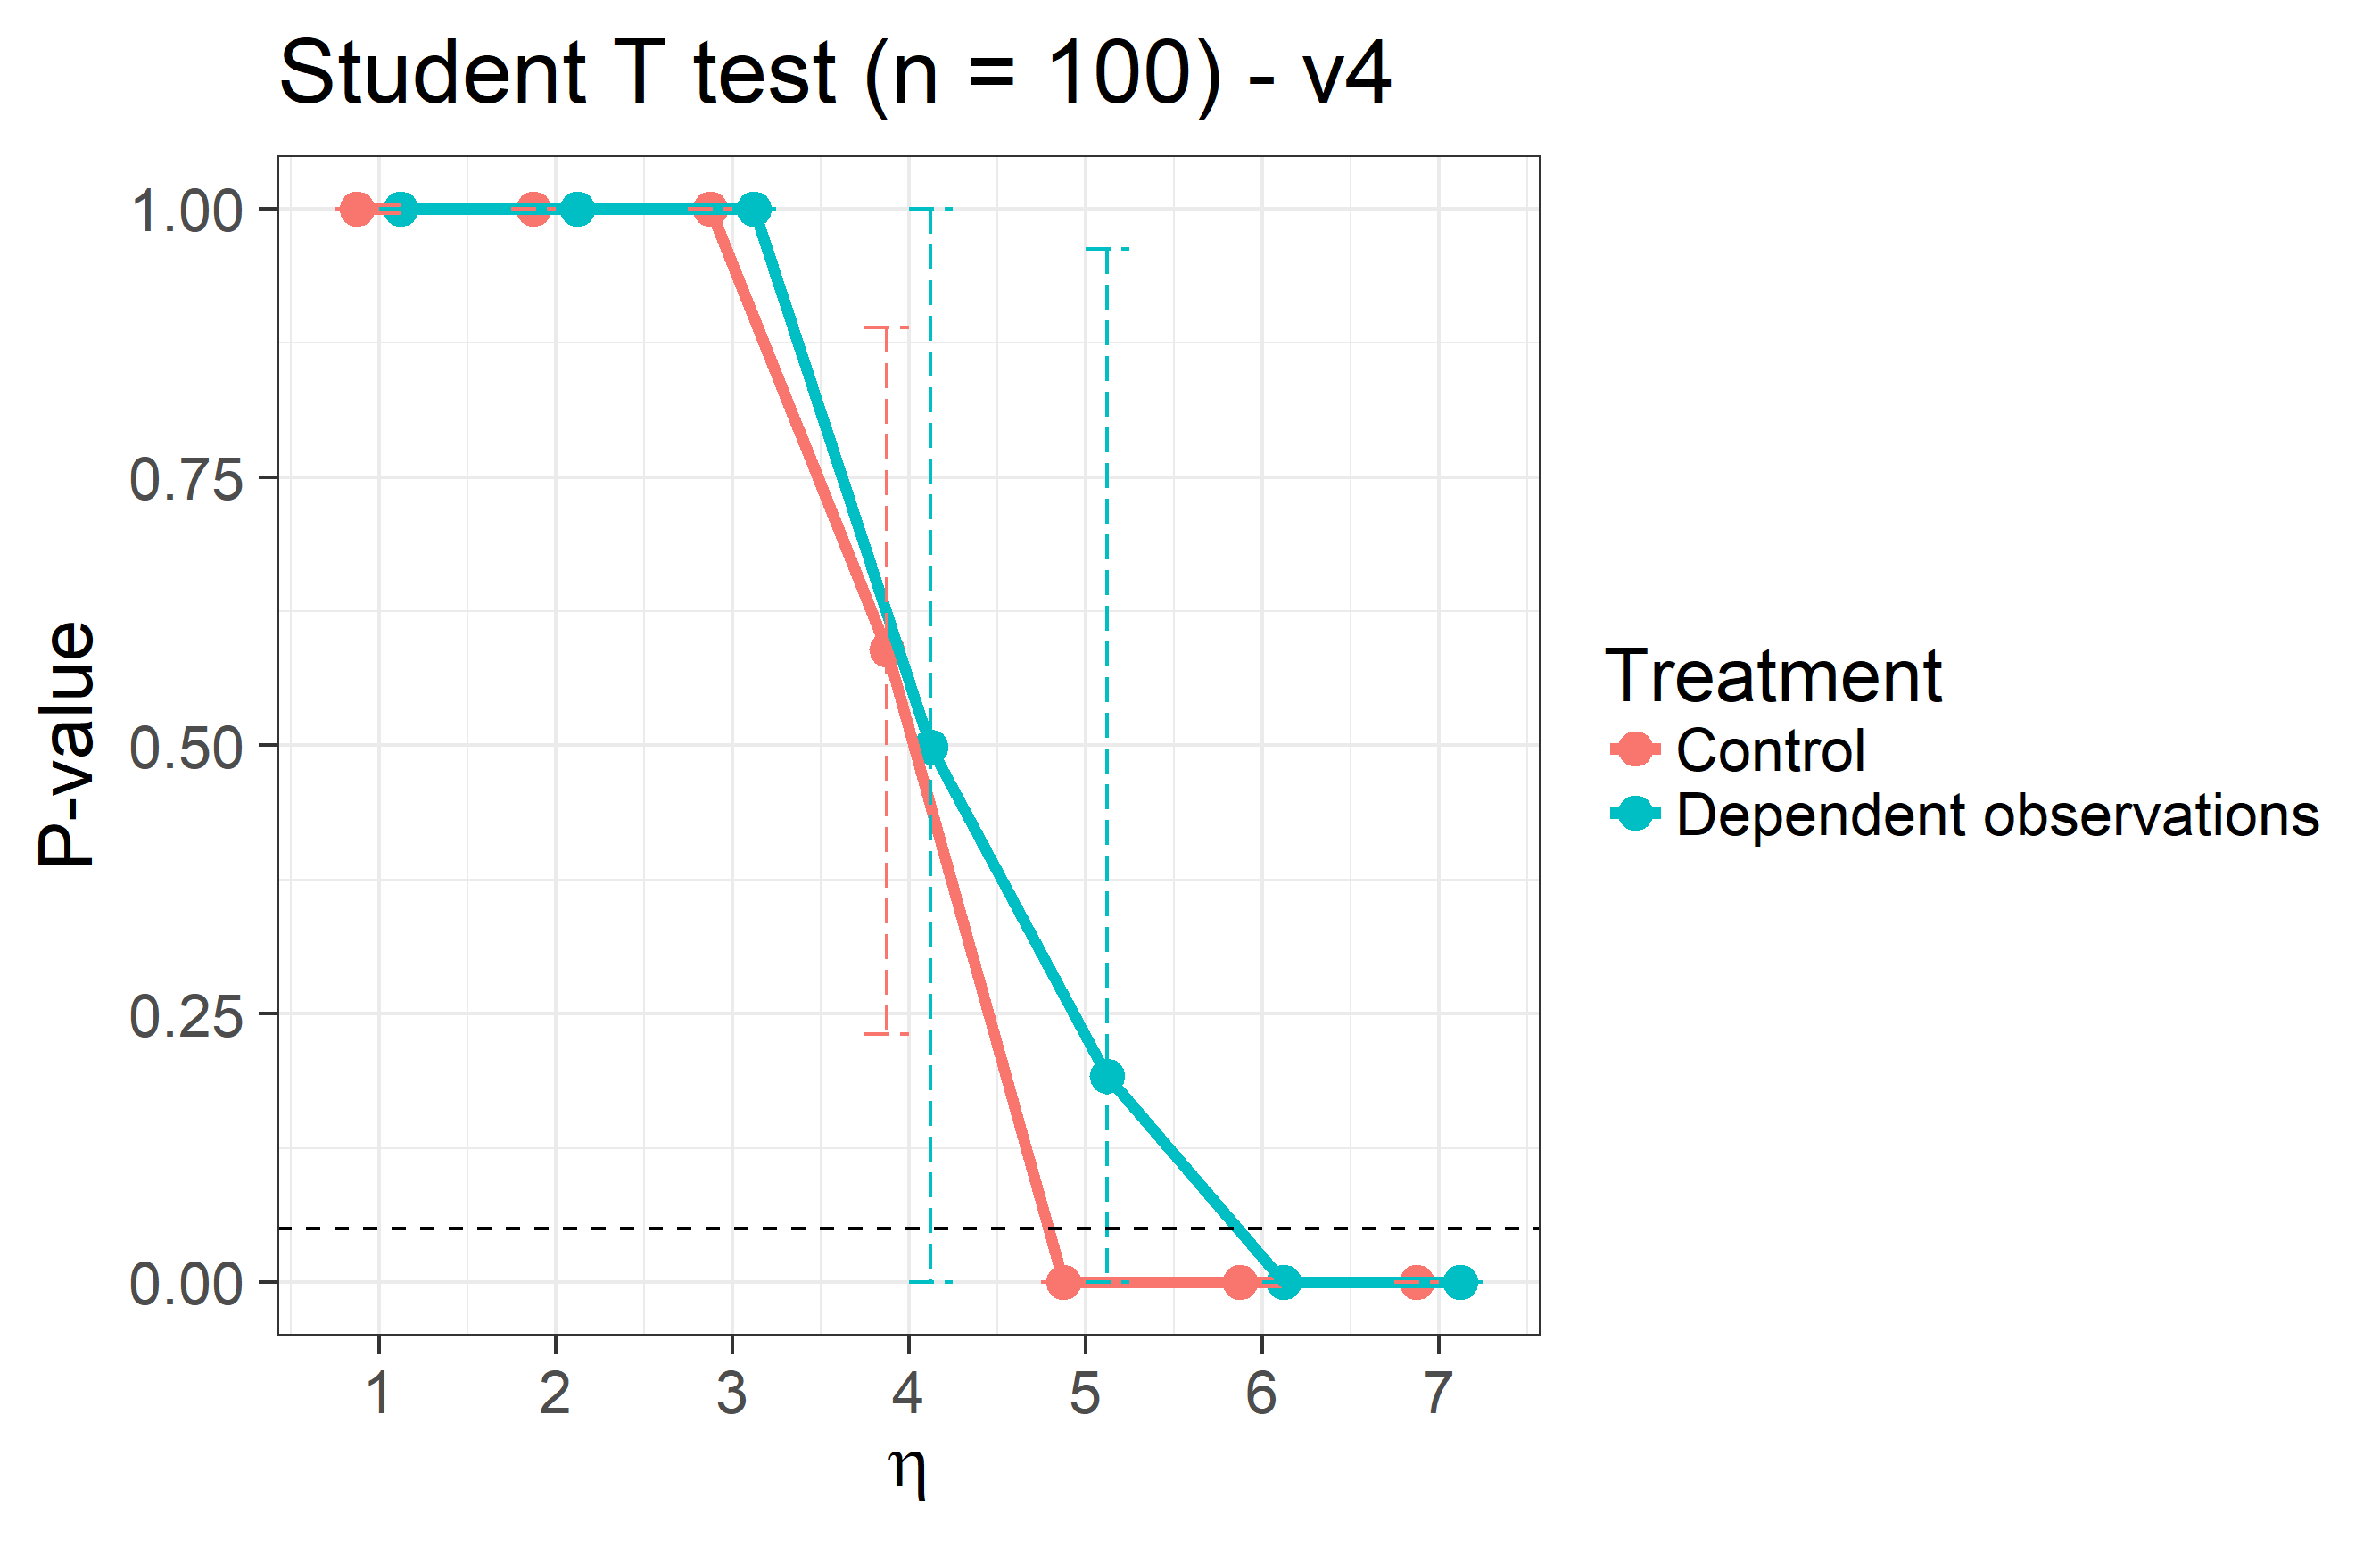 Student T test (n = 100) - v4
1.00
0.75
0.50
0.25
0.00
P-value
1 2 3 4 5 6 7
η
Treatment
Control
Dependent observations